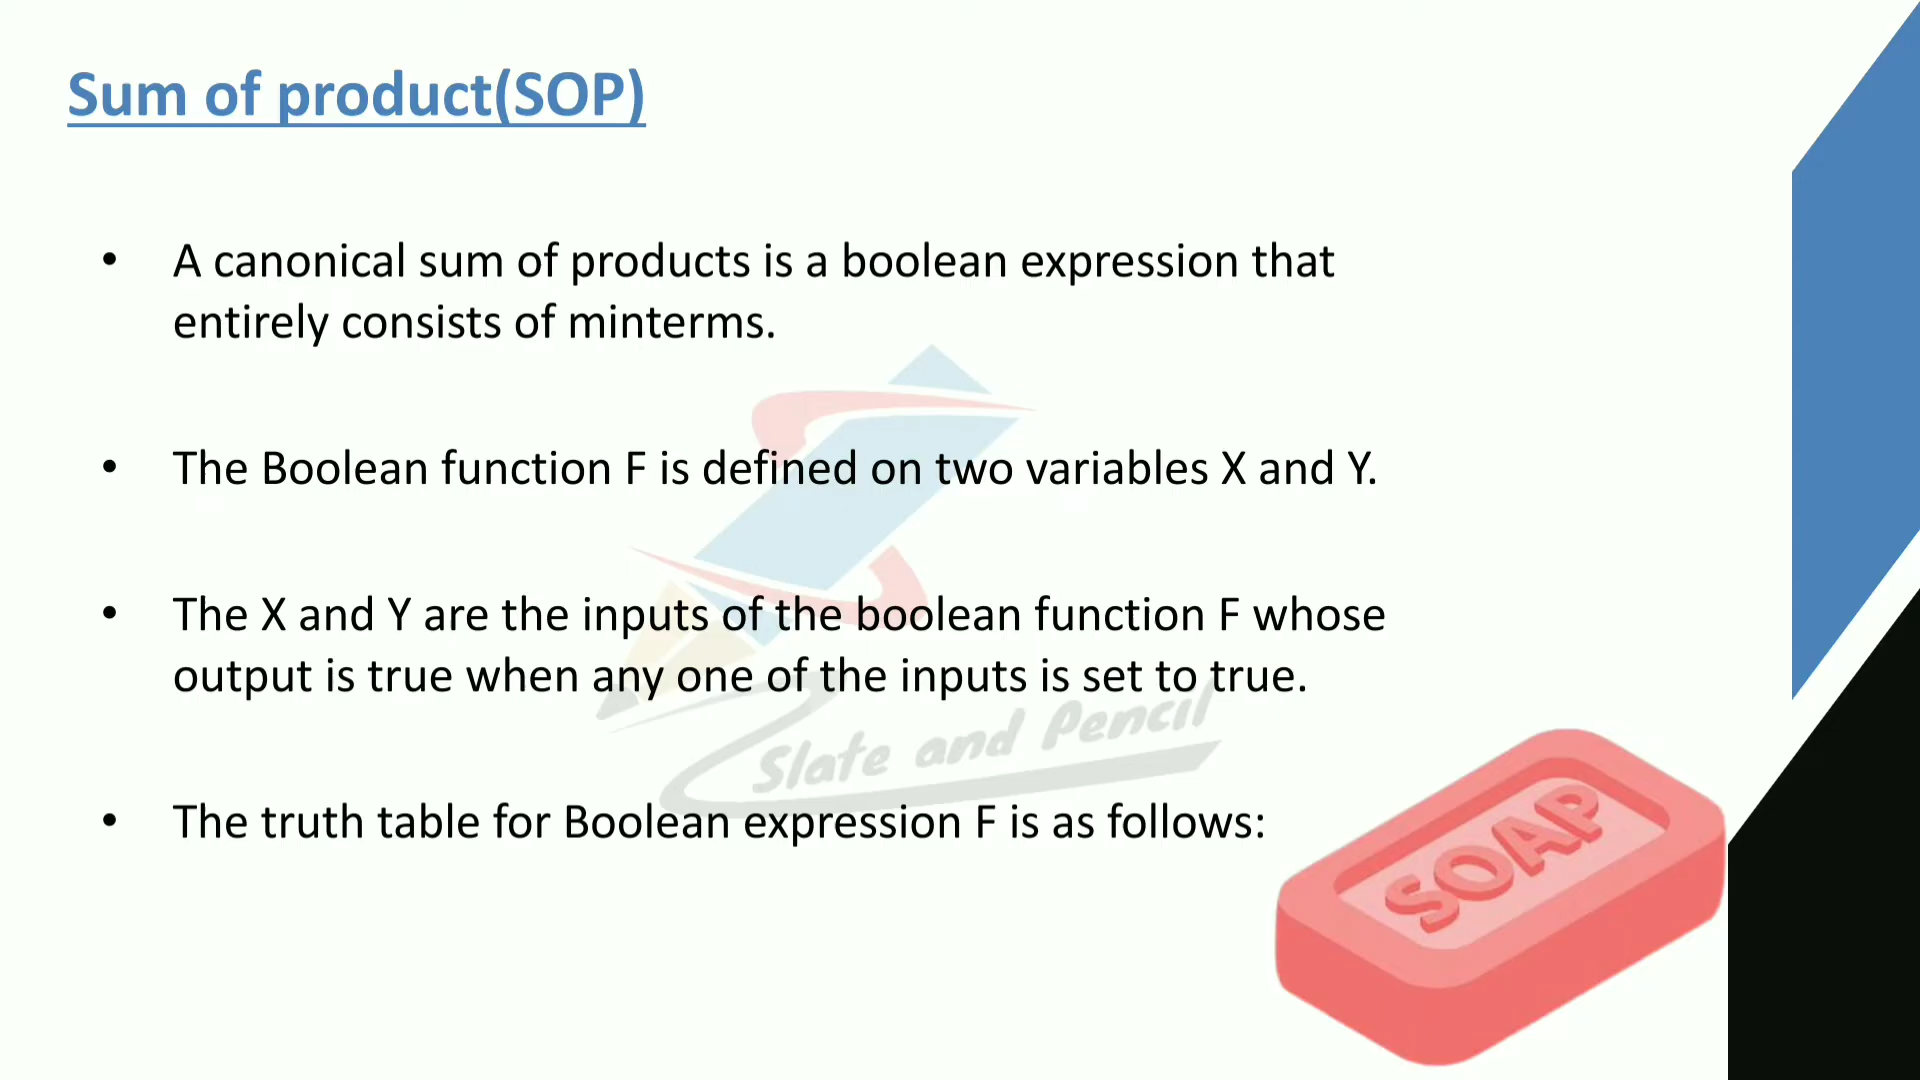 Sum of product(SOP)
• A canonical sum of products is a boolean expression that
entirely consists of minterms.
• The Boolean function F is defined on two variables X and Y.
• The X and Y are the inputs of the boolean function F whose
output is true when any one of the inputs is set to true.
Slate and Pencil
• The truth table for Boolean expression F is as follows:
SOAP